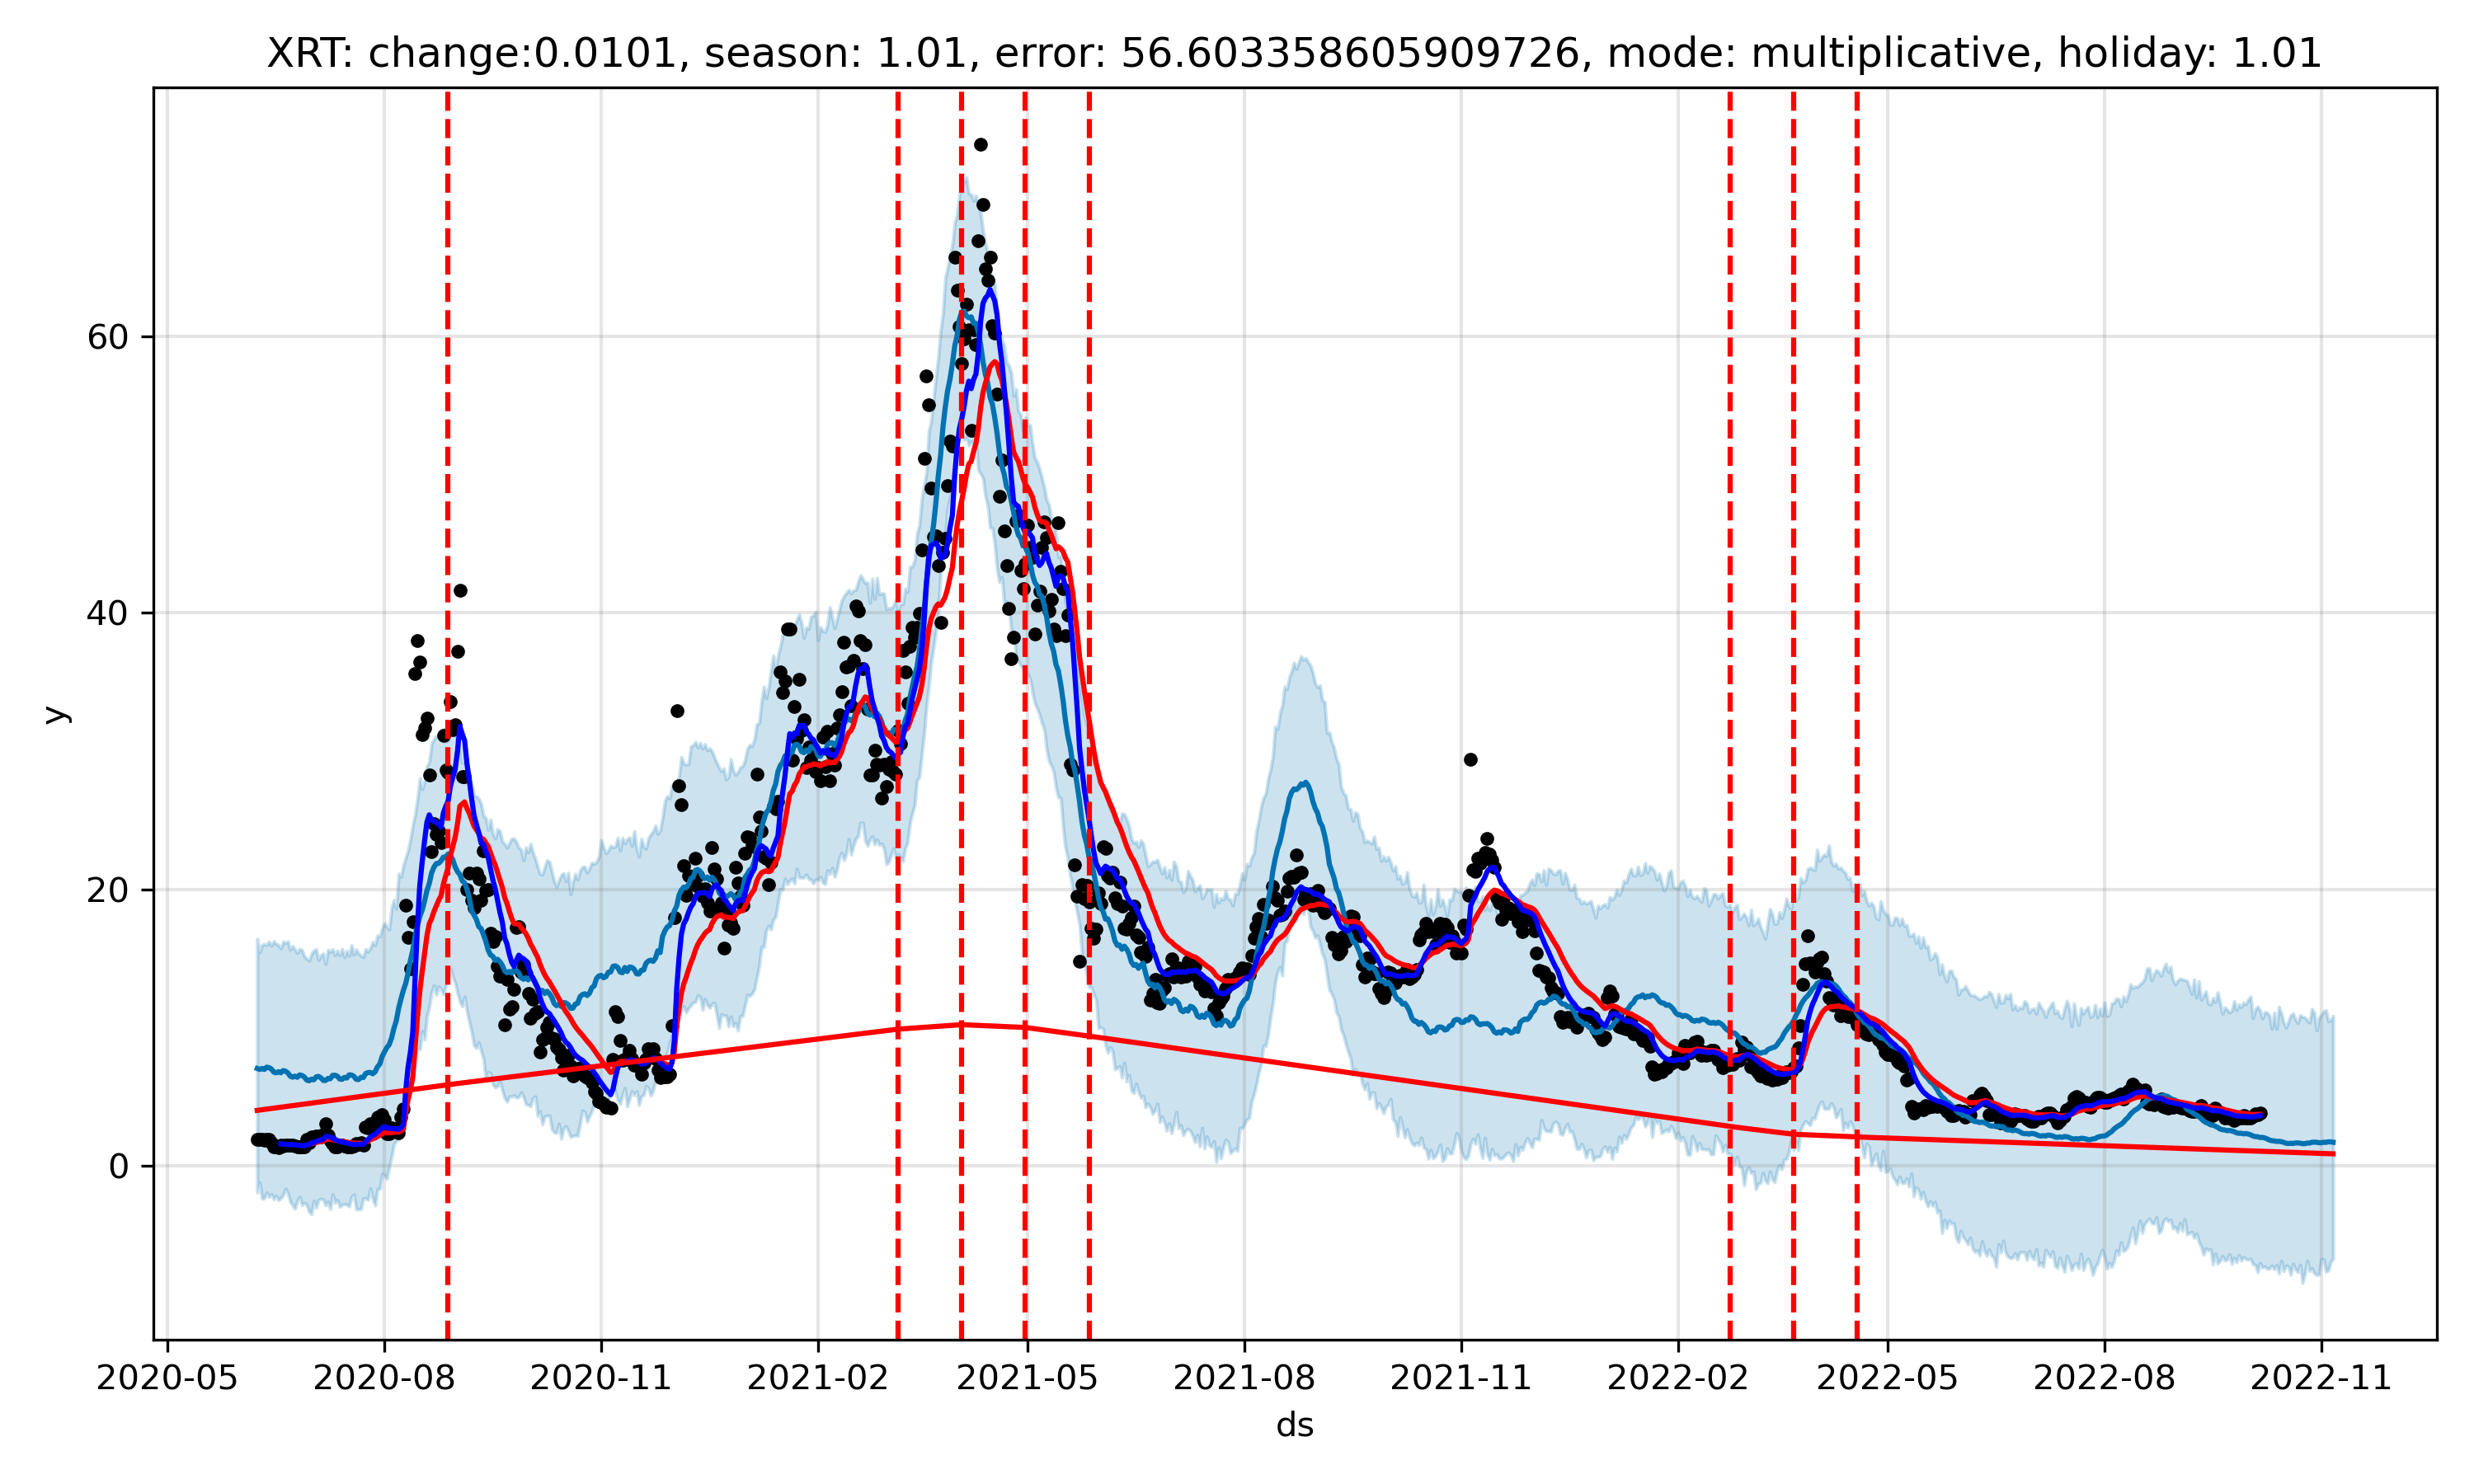 XRT: change:0.0101, season: 1.01, error: 56.603358605909726, mode: multiplicative, holiday: 1.01
60
40
20
0
y
2020-05 2020-08 2020-11 2021-02 2021-05 2021-08 2021-11 2022-02 2022-05 2022-08 2022-11
ds